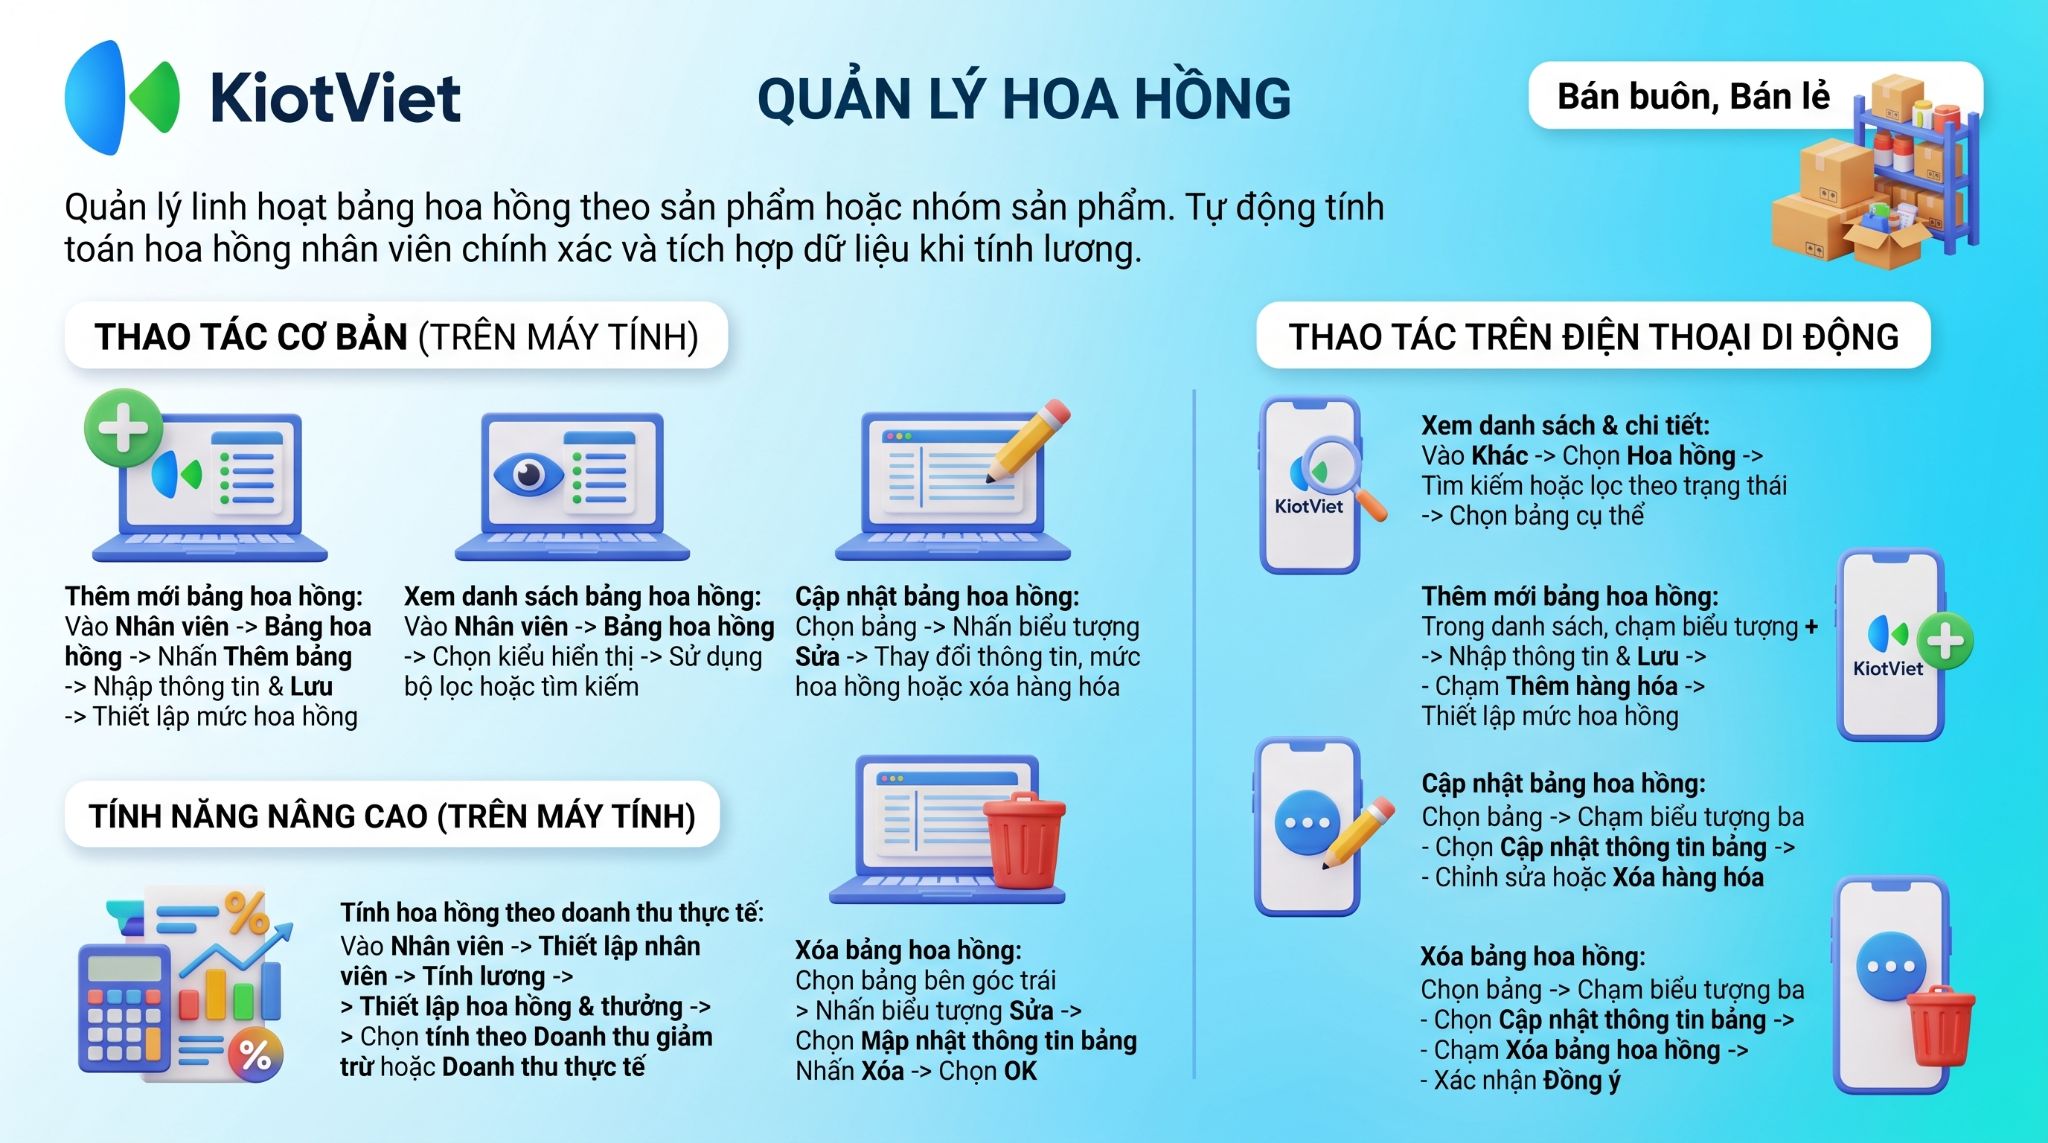 KiotViet
QUẢN LÝ HOA HỒNG
Bán buôn, Bán lẻ
Quản lý linh hoạt bảng hoa hồng theo sản phẩm hoặc nhóm sản phẩm. Tự động tính
toán hoa hồng nhân viên chính xác và tích hợp dữ liệu khi tính lương.
THAO TÁC CƠ BẢN (TRÊN MÁY TÍNH)
Thêm mới bảng hoa hồng:
Vào Nhân viên -> Bảng hoa
hồng -> Nhấn Thêm bảng
-> Nhập thông tin & Lưu
-> Thiết lập mức hoa hồng
Xem danh sách bảng hoa hồng:
Vào Nhân viên -> Bảng hoa hồng
-> Chọn kiểu hiển thị -> Sử dụng
bộ lọc hoặc tìm kiếm
Cập nhật bảng hoa hồng:
Chọn bảng -> Nhấn biểu tượng
Sửa -> Thay đổi thông tin, mức
hoa hồng hoặc xóa hàng hóa
Xóa bảng hoa hồng:
Chọn bảng bên góc trái
> Nhấn biểu tượng Sửa ->
Chọn Mập nhật thông tin bảng
Nhấn Xóa -> Chọn OK
TÍNH NĂNG NÂNG CAO (TRÊN MÁY TÍNH)
%
%
Tính hoa hồng theo doanh thu thực tế:
Vào Nhân viên -> Thiết lập nhân
viên -> Tính lương ->
> Thiết lập hoa hồng & thưởng ->
> Chọn tính theo Doanh thu giảm
trừ hoặc Doanh thu thực tế
THAO TÁC TRÊN ĐIỆN THOẠI DI ĐỘNG
KiotViet
Xem danh sách & chi tiết:
Vào Khác -> Chọn Hoa hồng ->
Tìm kiếm hoặc lọc theo trạng thái
-> Chọn bảng cụ thể
Thêm mới bảng hoa hồng:
Trong danh sách, chạm biểu tượng +
-> Nhập thông tin & Lưu ->
- Chạm Thêm hàng hóa ->
Thiết lập mức hoa hồng
KiotViet
Cập nhật bảng hoa hồng:
Chọn bảng -> Chạm biểu tượng ba
- Chọn Cập nhật thông tin bảng ->
- Chỉnh sửa hoặc Xóa hàng hóa
Xóa bảng hoa hồng:
Chọn bảng -> Chạm biểu tượng ba
- Chọn Cập nhật thông tin bảng ->
- Chạm Xóa bảng hoa hồng ->
- Xác nhận Đồng ý